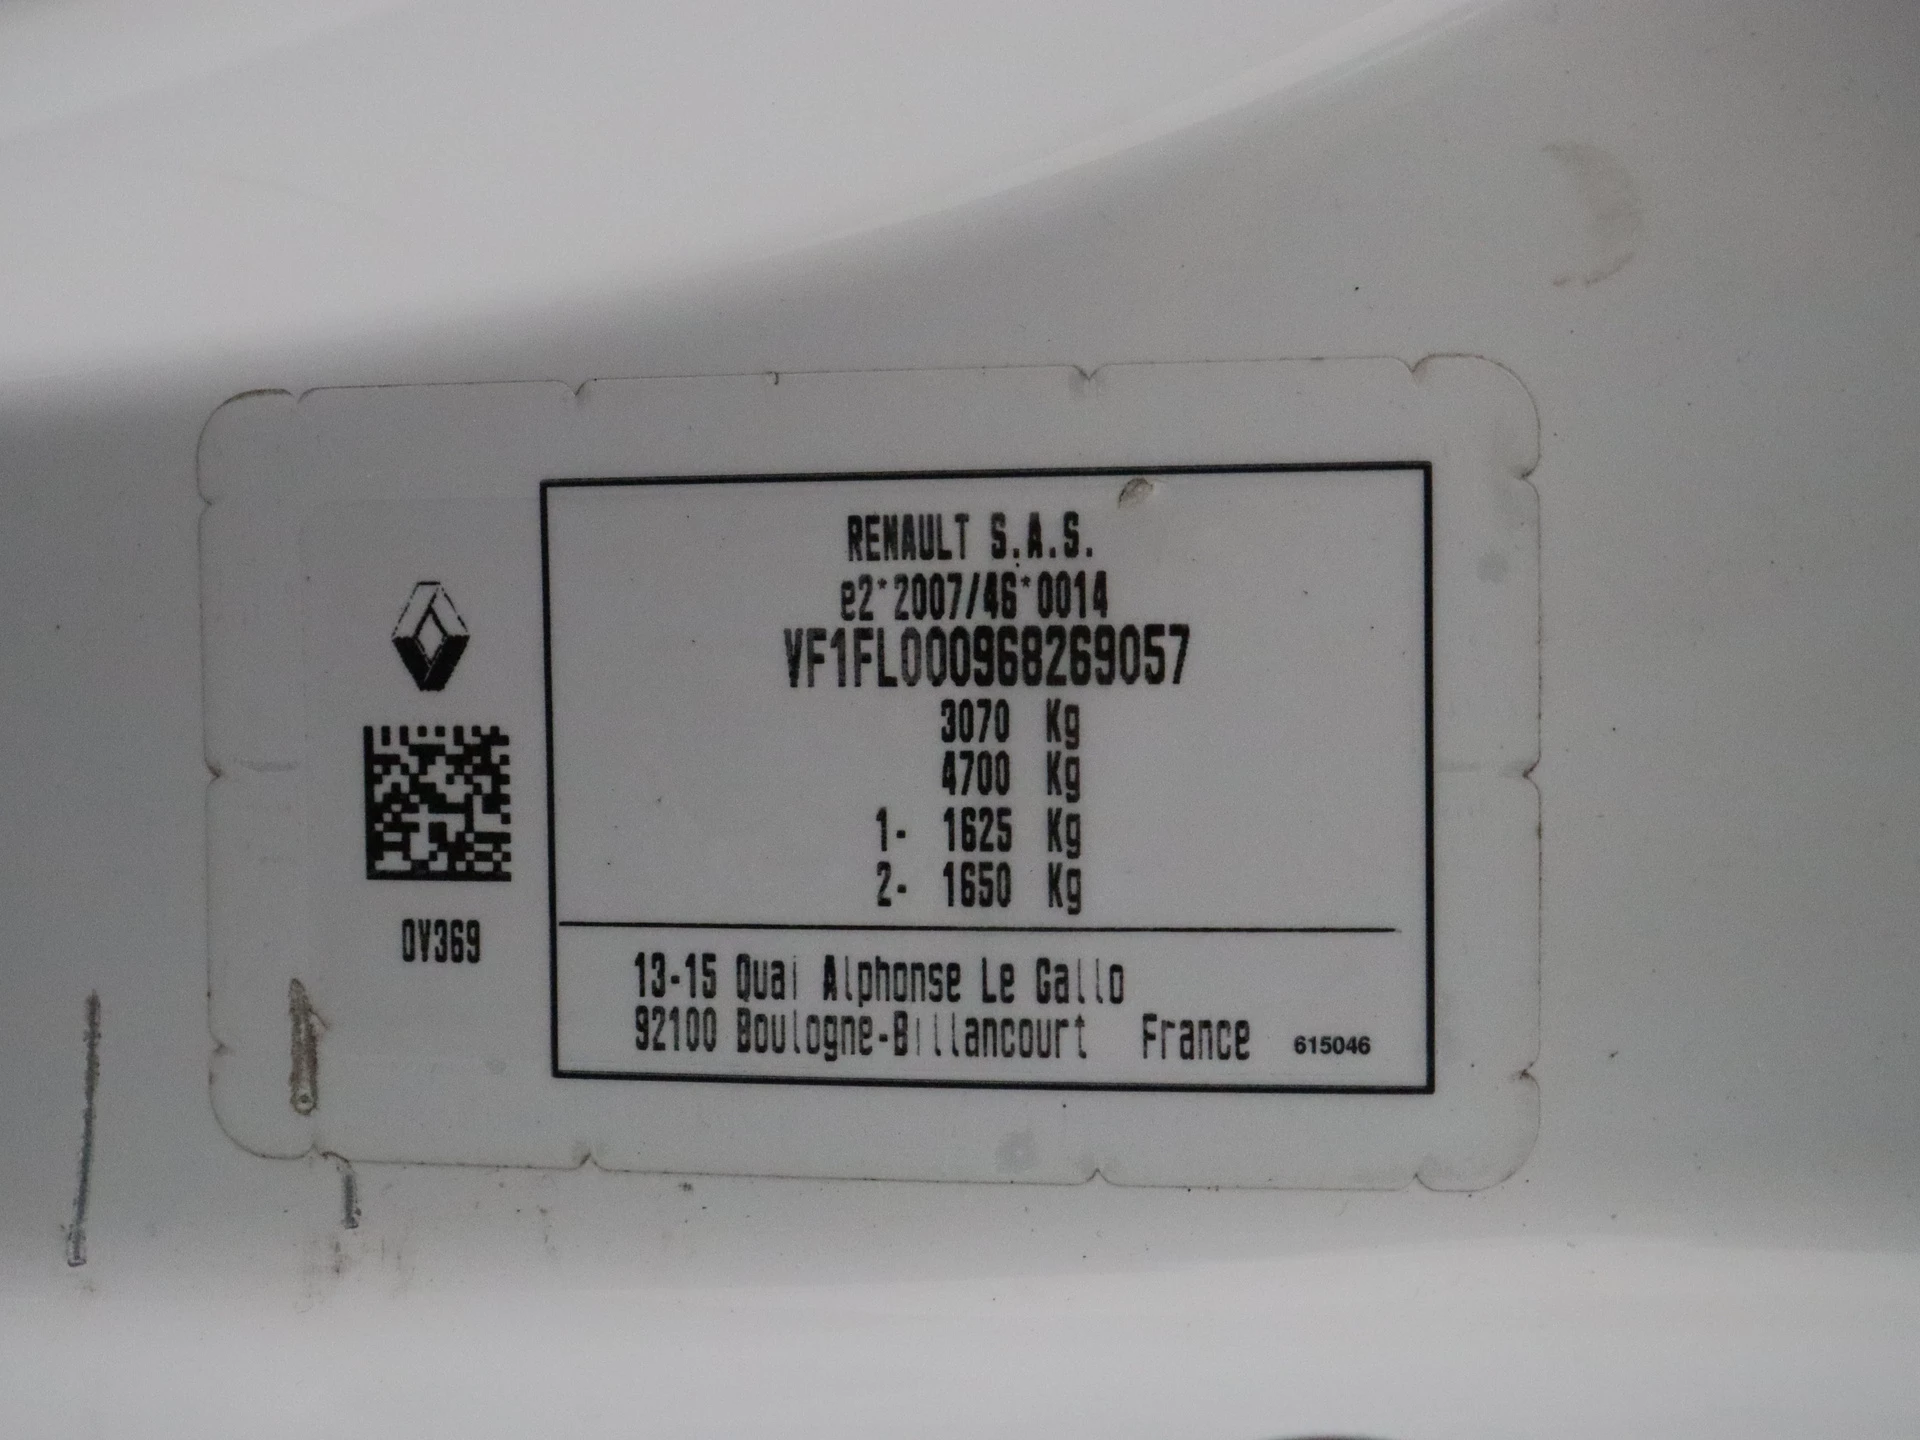 RENAULT S.A.S.
e2*2007/46*0014
VF1FL000968269057
3070 Kg
4700 Kg
1- 1625 Kg
2- 1650 Kg
0V369
13-15 Quai Alphonse Le Gallo
92100 Boulogne-Billancourt France 615046